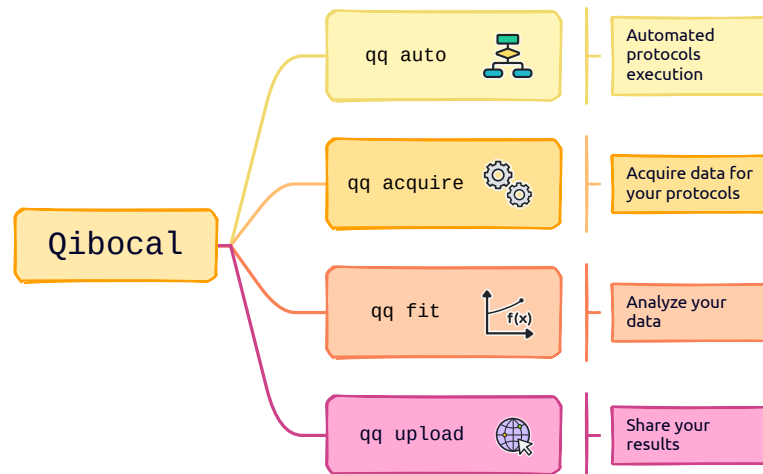 Qibocal
qq auto
Automated
protocols
execution
qq acquire
Acquire data for
your protocols
qq fit
f(x)
Analyze your
data
qq upload
Share your
results